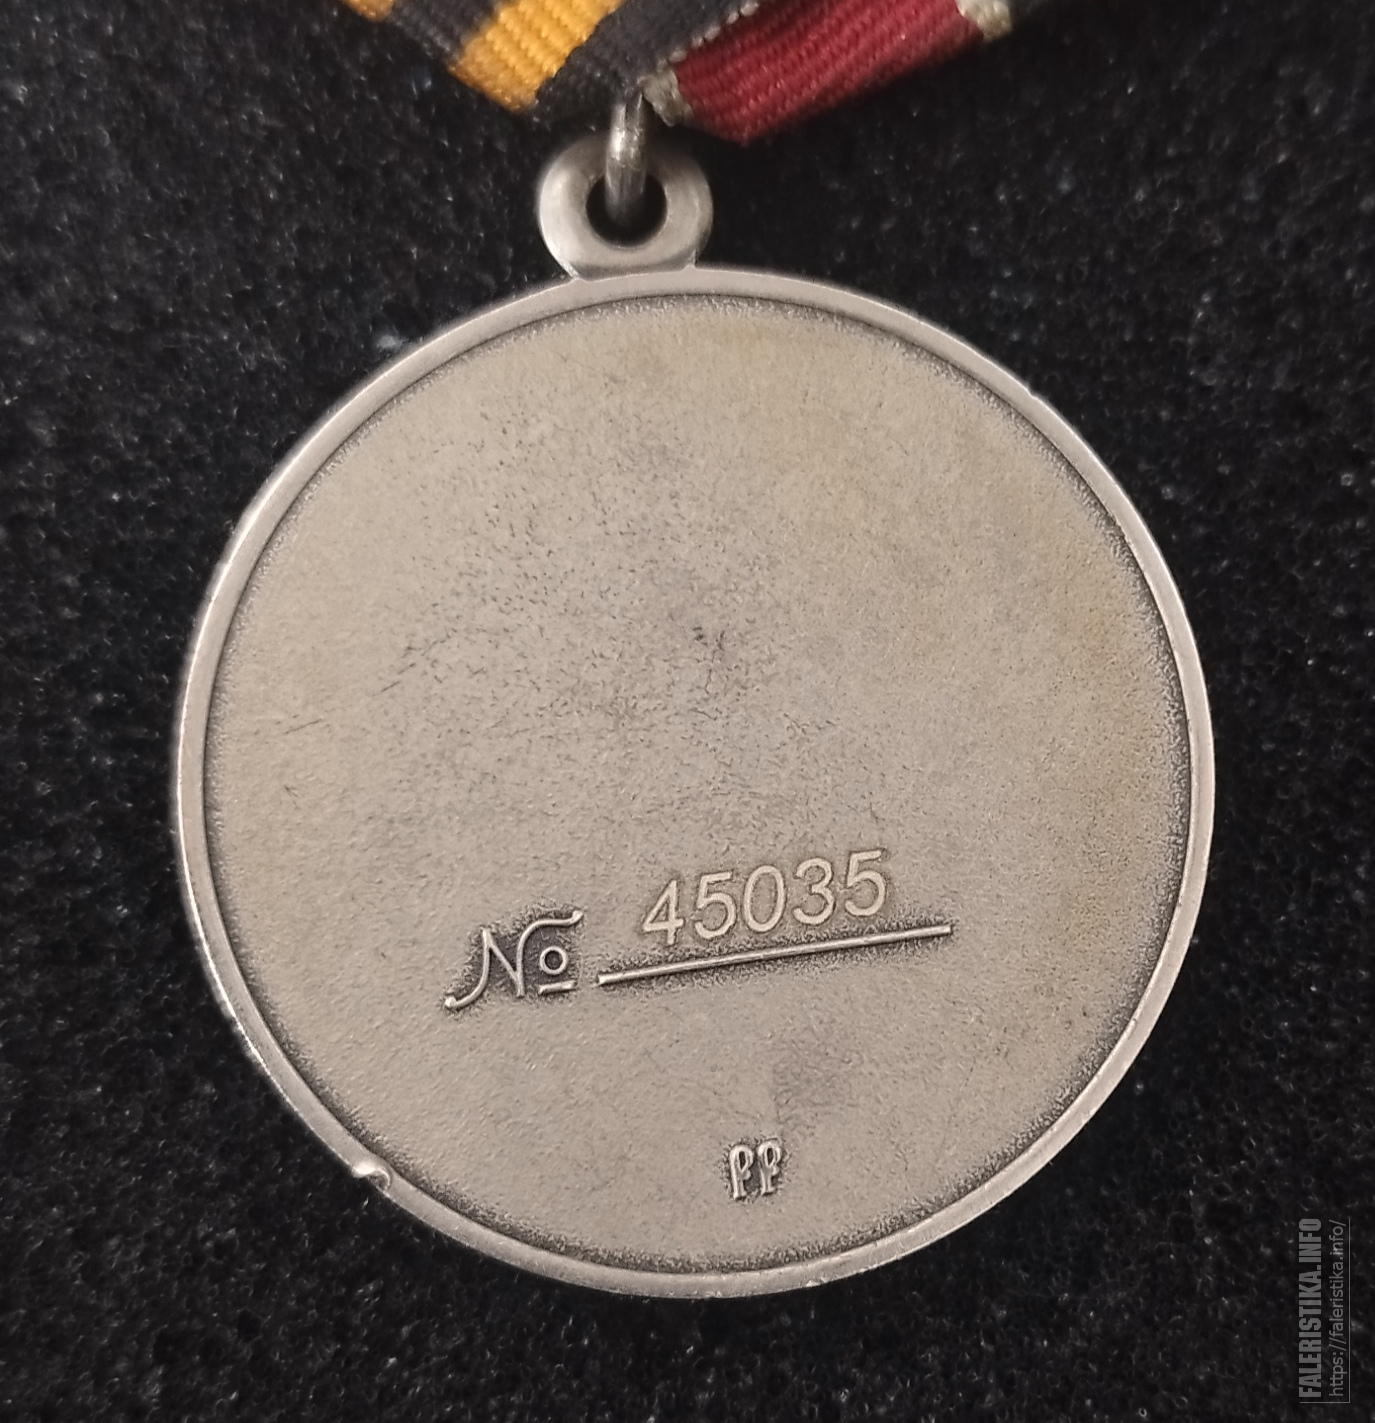 № 45035
РР
FALERISTIKA.INFO
https://faleristika.info/